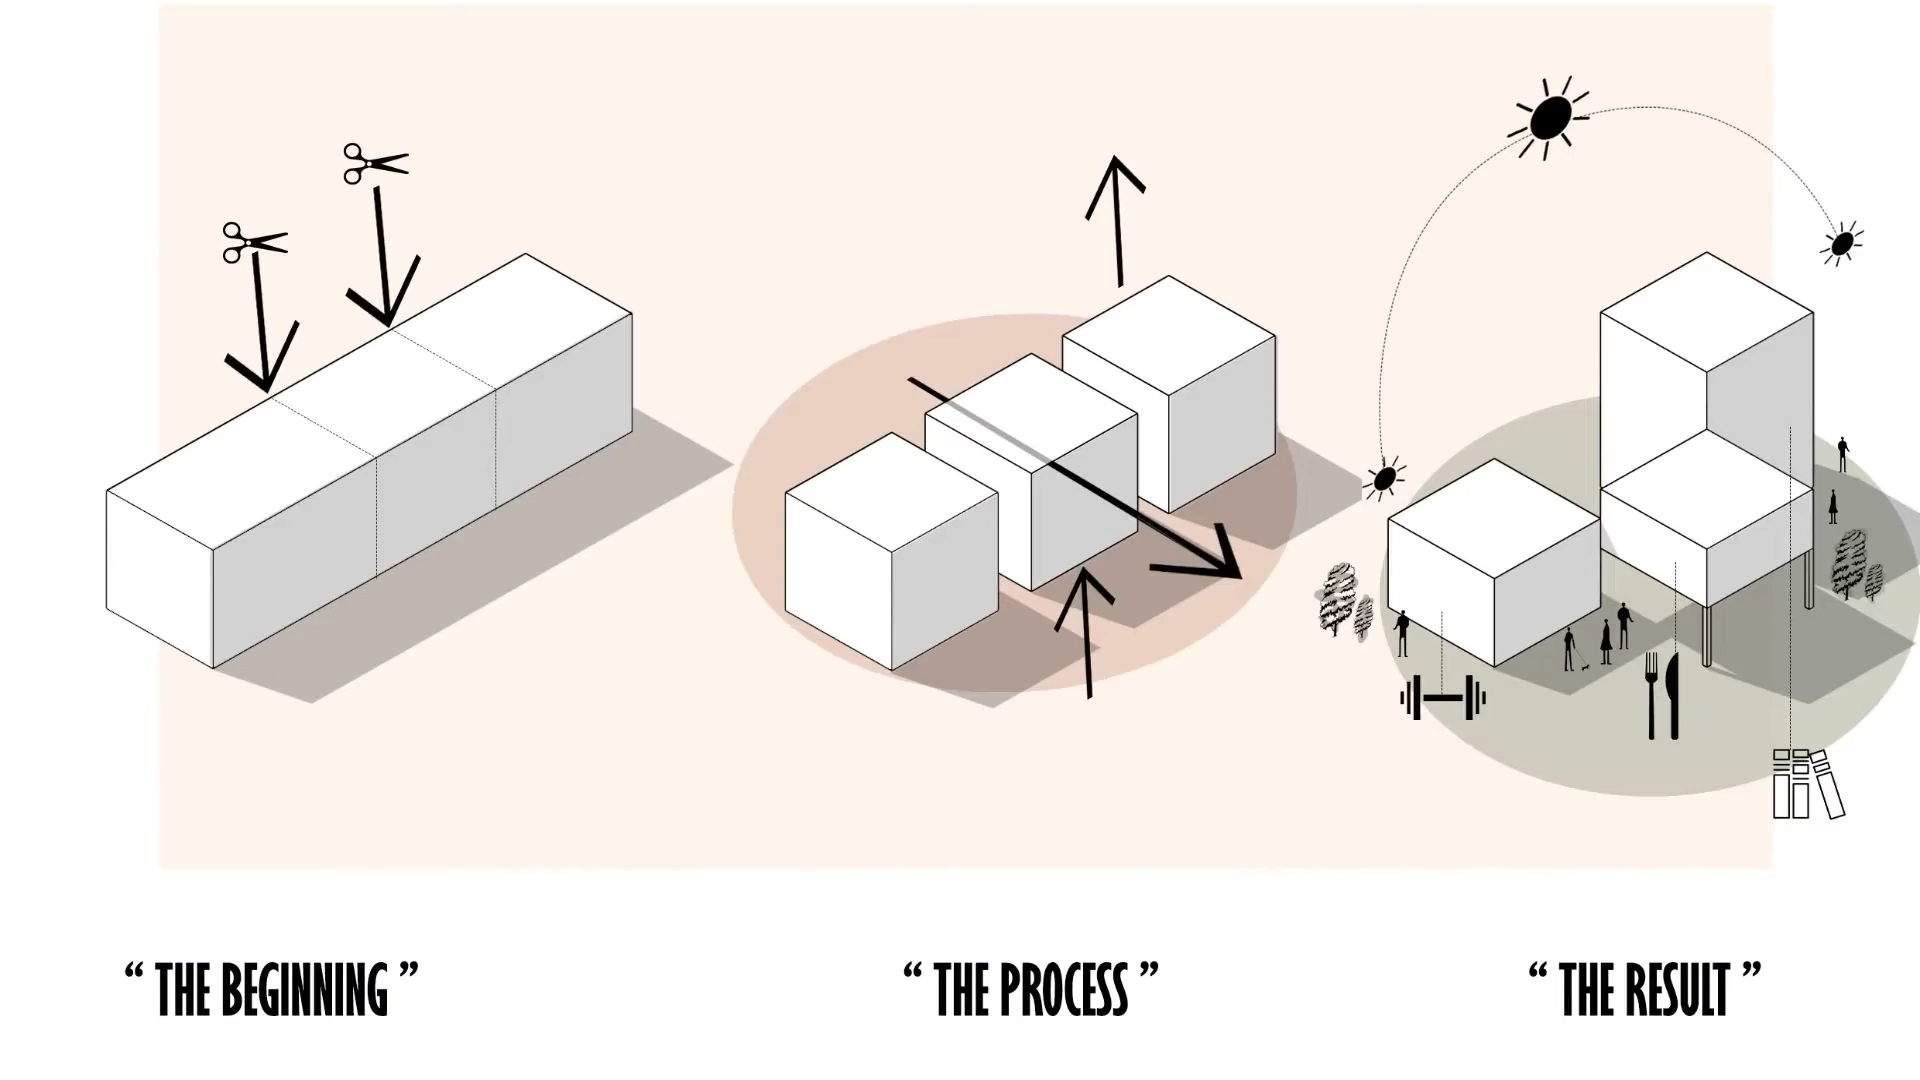 “ THE BEGINNING ”
“ THE PROCESS ”
“ THE RESULT ”